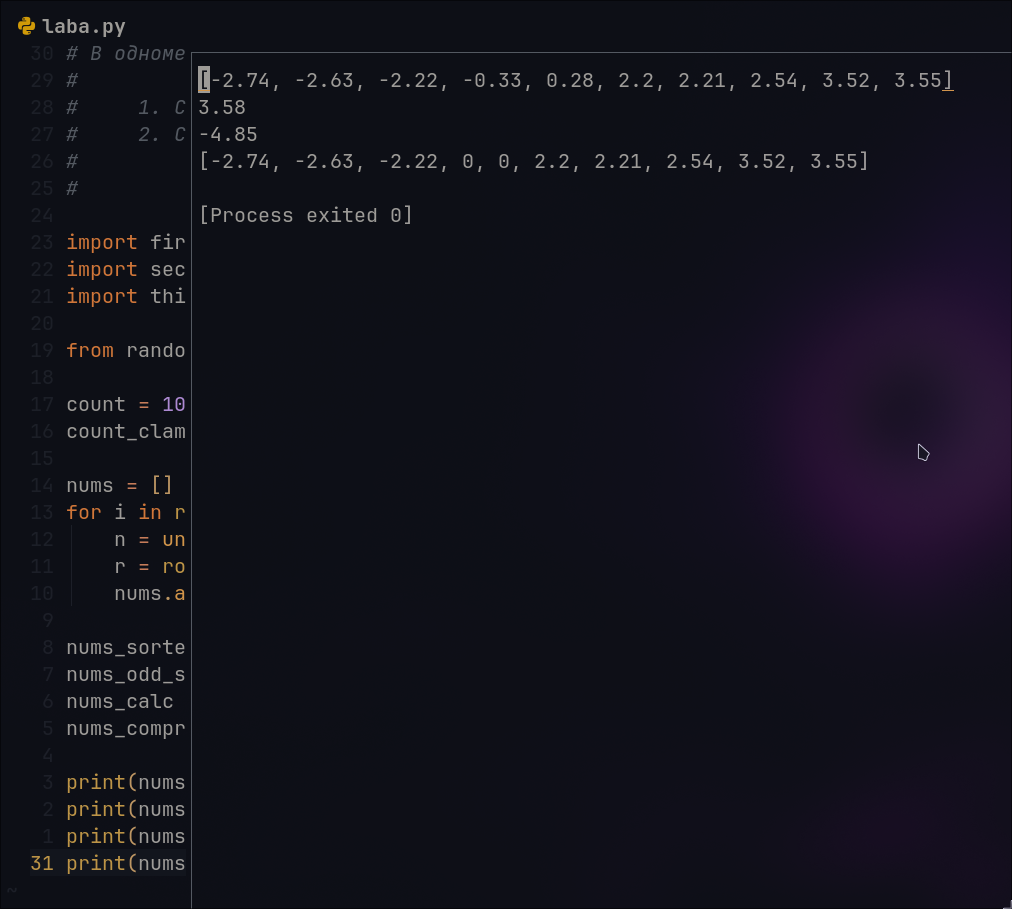 laba.py
30 # В одноме
29 #
28 #     1. С
27 #     2. С
26 #
25 #
24
23 import fir
22 import sec
21 import thi
20
19 from rando
18
17 count = 10
16 count_clam
15
14 nums = []
13 for i in r
12     n = un
11     r = ro
10     nums.a
9
8 nums_sorte
7 nums_odd_s
6 nums_calc
5 nums_compr
4
3 print(nums
2 print(nums
1 print(nums
31 print(nums
~
[-2.74, -2.63, -2.22, -0.33, 0.28, 2.2, 2.21, 2.54, 3.52, 3.55]
3.58
-4.85
[-2.74, -2.63, -2.22, 0, 0, 2.2, 2.21, 2.54, 3.52, 3.55]
[Process exited 0]